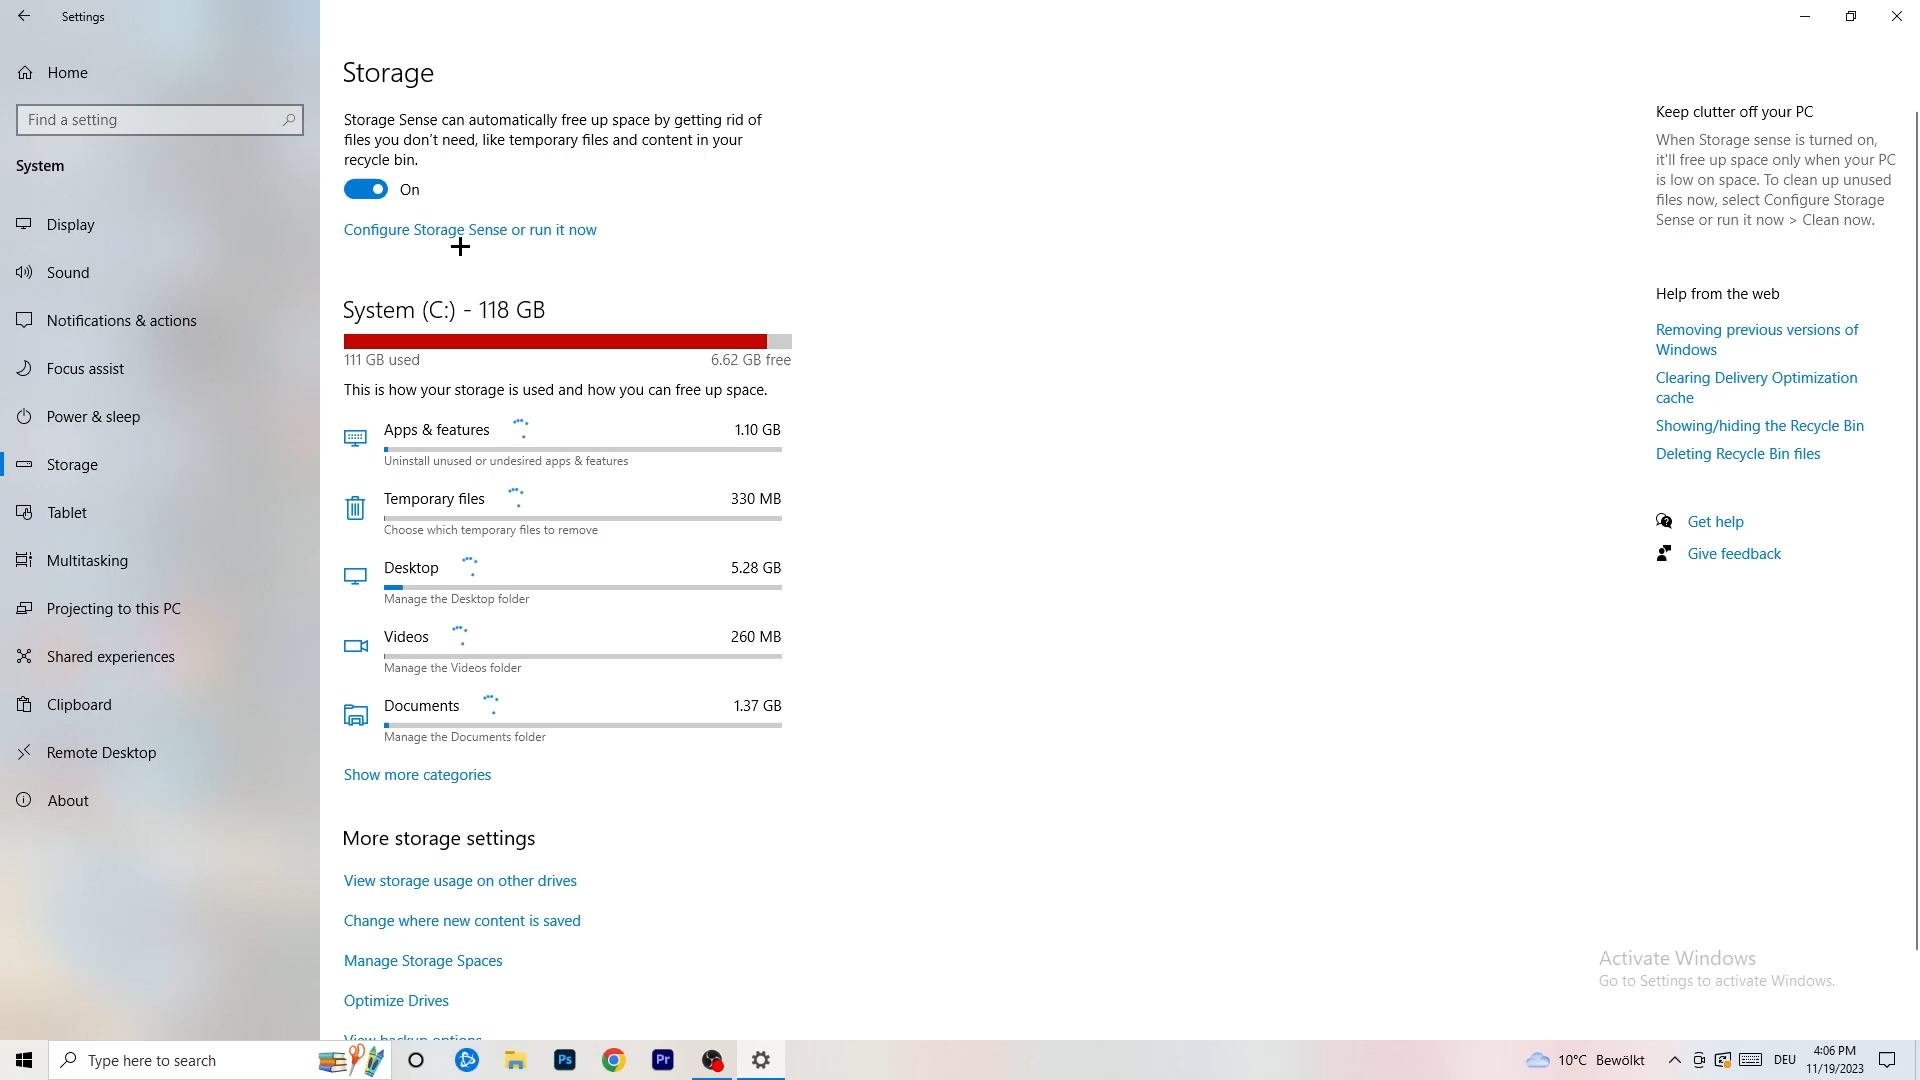 Settings
Home
Find a setting
System
Display
Sound
Notifications & actions
Focus assist
Power & sleep
Storage
Tablet
Multitasking
Projecting to this PC
Shared experiences
Clipboard
Remote Desktop
About
Storage
Storage Sense can automatically free up space by getting rid of
files you don't need, like temporary files and content in your
recycle bin.
On
Configure Storage Sense or run it now
System (C:) - 118 GB
111 GB used 6.62 GB free
This is how your storage is used and how you can free up space.
Apps & features 1.10 GB
Uninstall unused or undesired apps & features
Temporary files 330 MB
Choose which temporary files to remove
Desktop 5.28 GB
Manage the Desktop folder
Videos 260 MB
Manage the Videos folder
Documents 1.37 GB
Manage the Documents folder
Show more categories
More storage settings
View storage usage on other drives
Change where new content is saved
Manage Storage Spaces
Optimize Drives
View backup options
Keep clutter off your PC
When Storage sense is turned on,
it'll free up space only when your PC
is low on space. To clean up unused
files now, select Configure Storage
Sense or run it now > Clean now.
Help from the web
Removing previous versions of
Windows
Clearing Delivery Optimization
cache
Showing/hiding the Recycle Bin
Deleting Recycle Bin files
Get help
Give feedback
Activate Windows
Go to Settings to activate Windows.
Type here to search
Ps
Pr
10°C Bewölkt
DEU
4:06 PM
11/19/2023